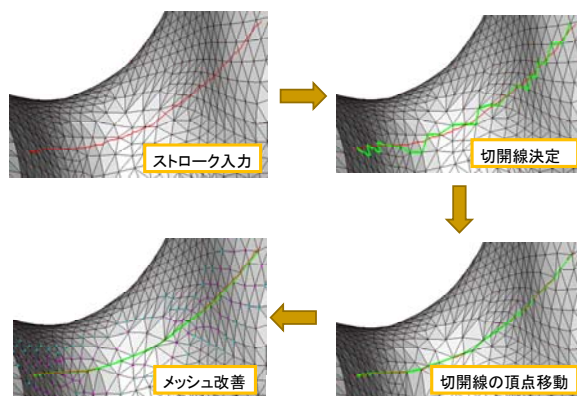 ストローク入力
切開線決定
メッシュ改善
切開線の頂点移動